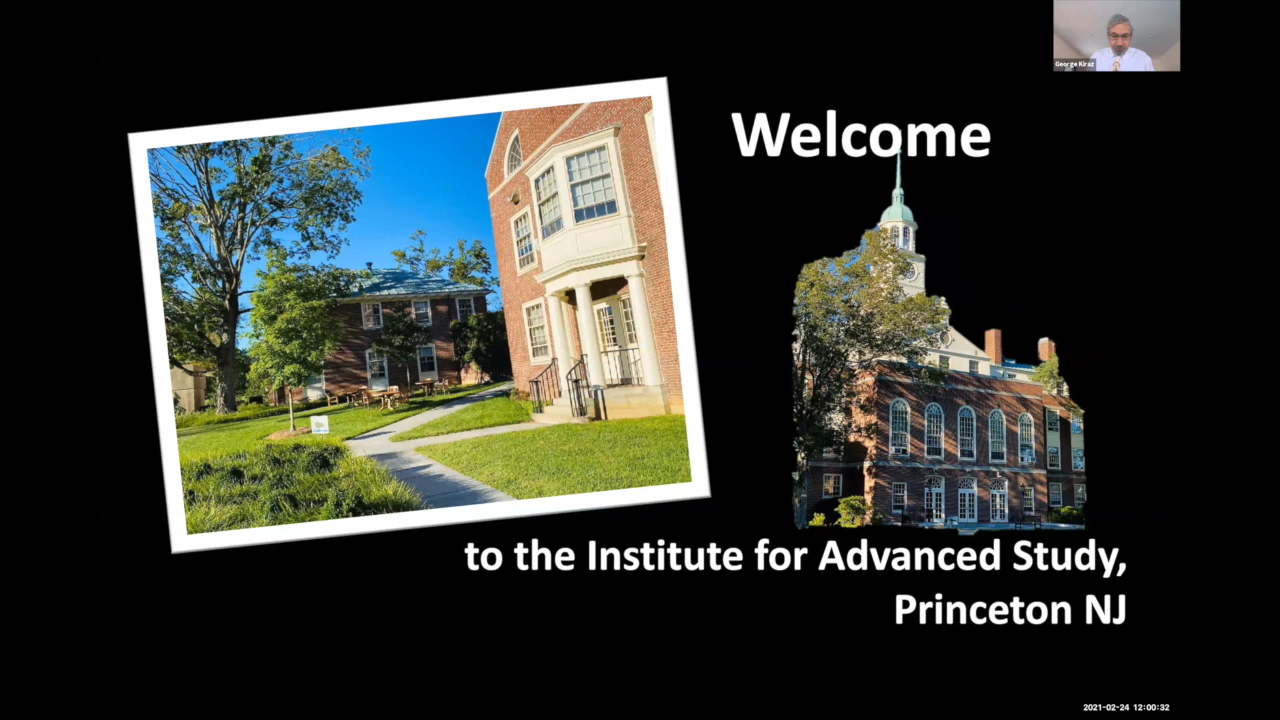 George Kiraz
Welcome
to the Institute for Advanced Study,
Princeton NJ
2021-02-24 12:00:32